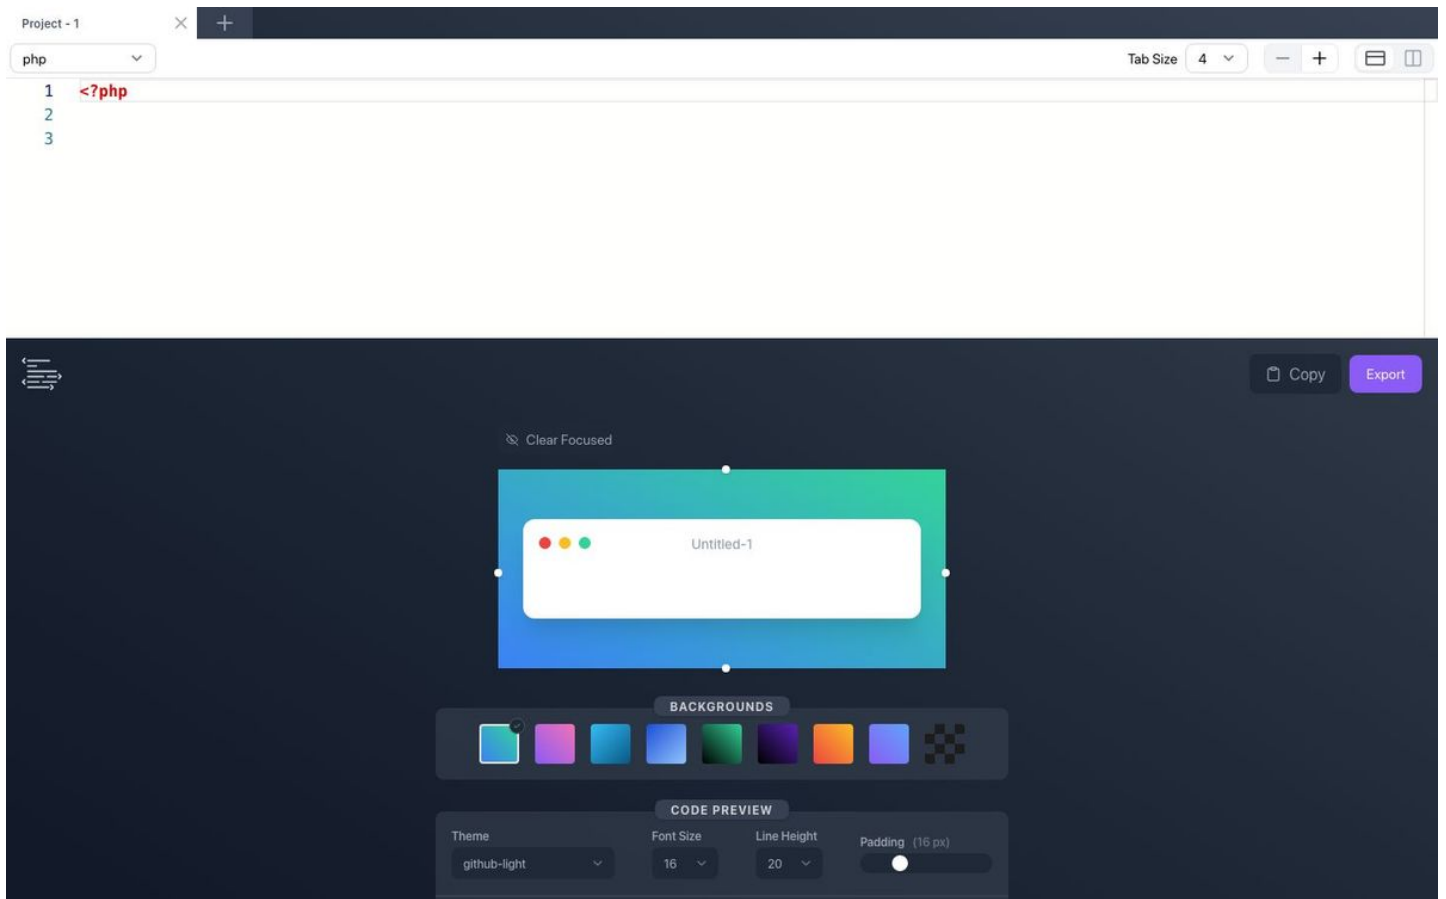 Project - 1
php
Tab Size 4
1 <?php
2
3
Copy
Export
Clear Focused
Untitled-1
BACKGROUNDS
CODE PREVIEW
Theme
Font Size
Line Height
Padding (16 px)
github-light
16
20